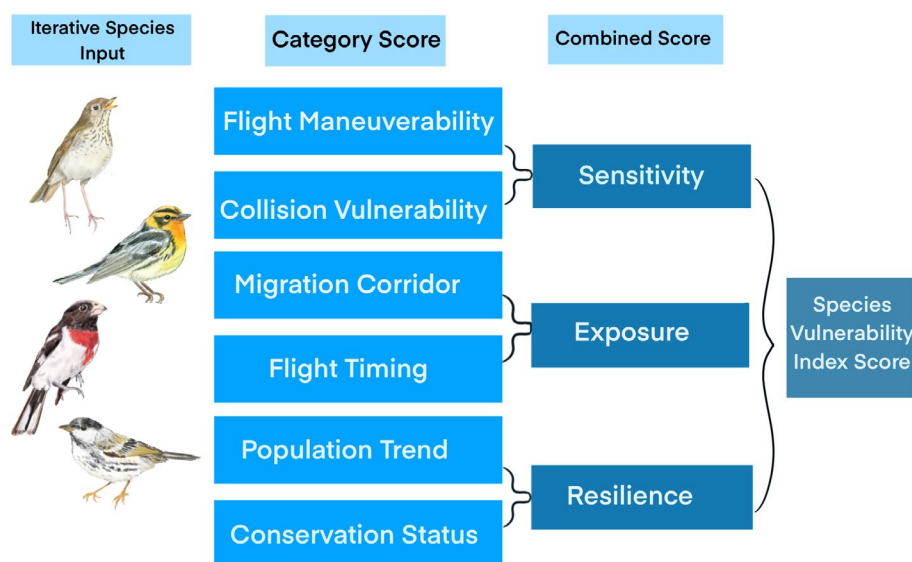 Iterative Species
Input
Category Score
Combined Score
Flight Maneuverability
Collision Vulnerability
Sensitivity
Migration Corridor
Flight Timing
Exposure
Population Trend
Conservation Status
Resilience
Species
Vulnerability
Index Score